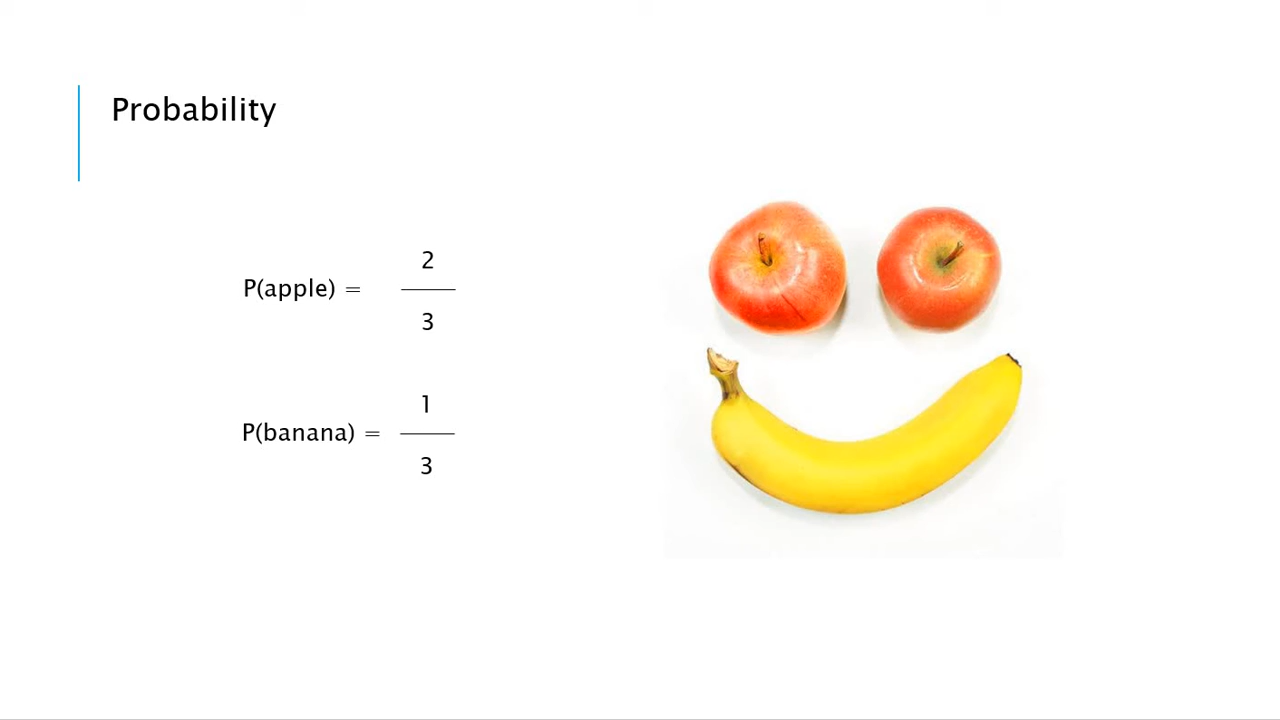 Probability
2
P(apple) =
3
1
P(banana) =
3